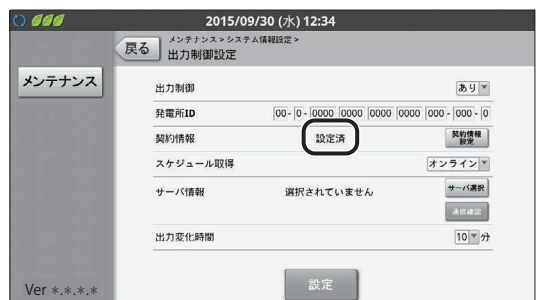 2015/09/30 (水) 12:34
戻る
メンテナンス > システム情報設定 >
出力制御設定
メンテナンス
出力制御 あり
発電所ID 00 - 0 - 0000 0000 0000 0000 000 - 000 - 0
契約情報 設定済 契約情報
設定
スケジュール取得 オンライン
サーバ情報 選択されていません サーバ選択
通信確認
出力変化時間 10 分
設定
Ver *.*.*.*